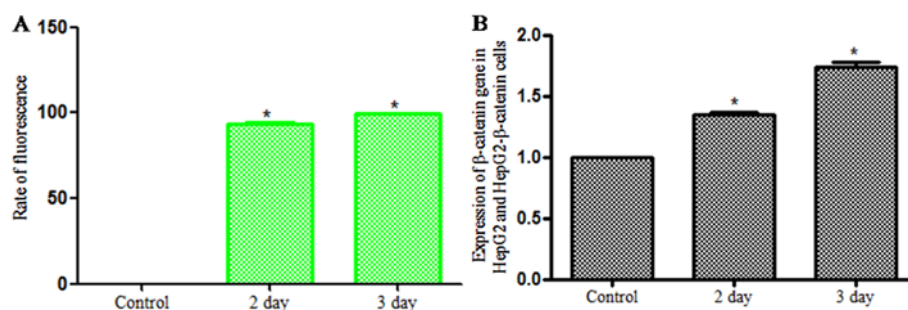 A
150
100
50
0
Rate of fluorescence
*
*
Control
2 day
3 day
B
2.0
1.5
1.0
0.5
0.0
Expression of β-catenin gene in
HepG2 and HepG2-β-catenin cells
*
*
Control
2 day
3 day